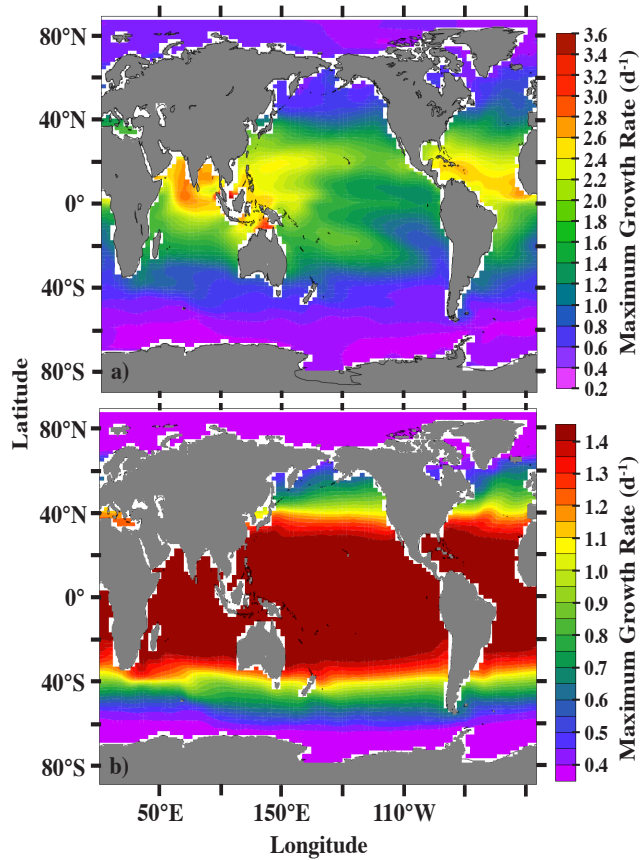 80°N
40°N
0°
40°S
80°S
a)
3.6
3.4
3.2
3.0
2.8
2.6
2.4
2.2
2.0
1.8
1.6
1.4
1.2
1.0
0.8
0.6
0.4
0.2
Maximum Growth Rate (d⁻¹)
Latitude
80°N
40°N
0°
40°S
80°S
b)
1.4
1.3
1.2
1.1
1.0
0.9
0.8
0.7
0.6
0.5
0.4
Maximum Growth Rate (d⁻¹)
50°E 150°E 110°W
Longitude